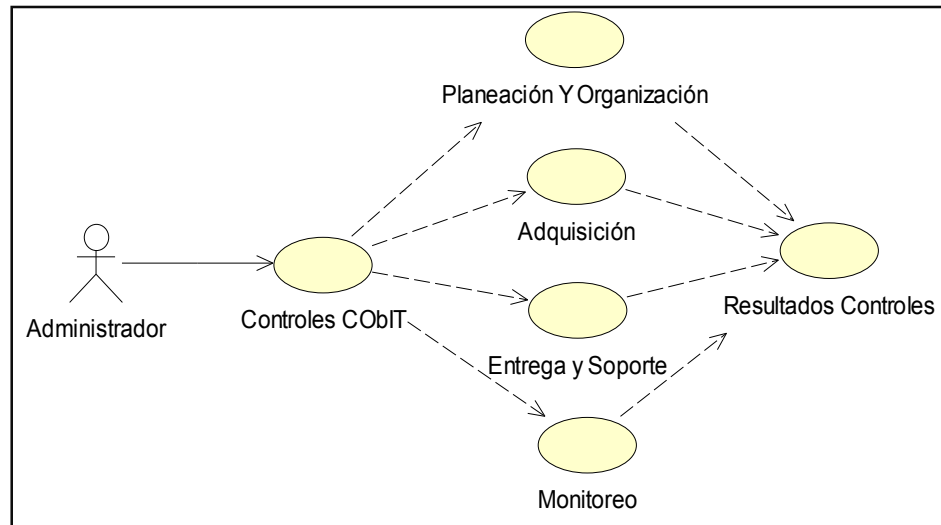 Planeación Y Organización
Adquisición
Administrador
Controles CObIT
Resultados Controles
Entrega y Soporte
Monitoreo